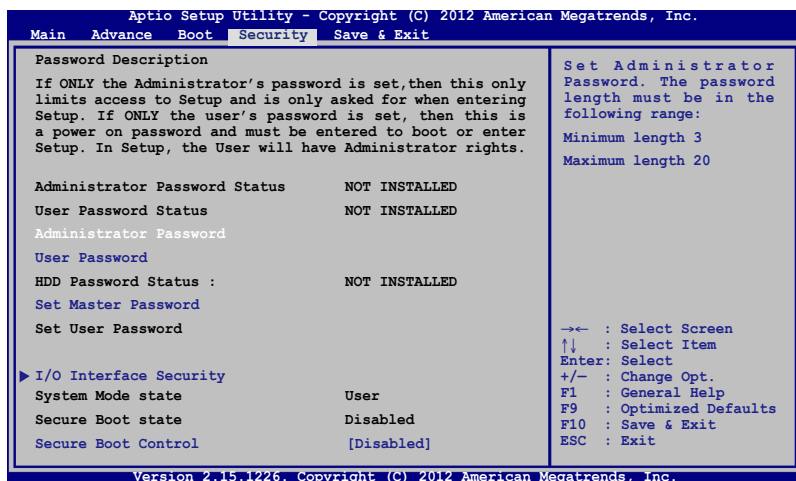 Aptio Setup Utility - Copyright (C) 2012 American Megatrends, Inc.
Main Advance Boot Security Save & Exit
Password Description
If ONLY the Administrator's password is set,then this only
limits access to Setup and is only asked for when entering
Setup. If ONLY the user's password is set, then this is
a power on password and must be entered to boot or enter
Setup. In Setup, the User will have Administrator rights.
Administrator Password Status NOT INSTALLED
User Password Status NOT INSTALLED
Administrator Password
User Password
HDD Password Status : NOT INSTALLED
Set Master Password
Set User Password
I/O Interface Security
System Mode state User
Secure Boot state Disabled
Secure Boot Control [Disabled]
Set Administrator
Password. The password
length must be in the
following range:
Minimum length 3
Maximum length 20
→← : Select Screen
↑↓ : Select Item
Enter: Select
+/— : Change Opt.
F1 : General Help
F9 : Optimized Defaults
F10 : Save & Exit
ESC : Exit
Version 2.15.1226. Copyright (C) 2012 American Megatrends, Inc.